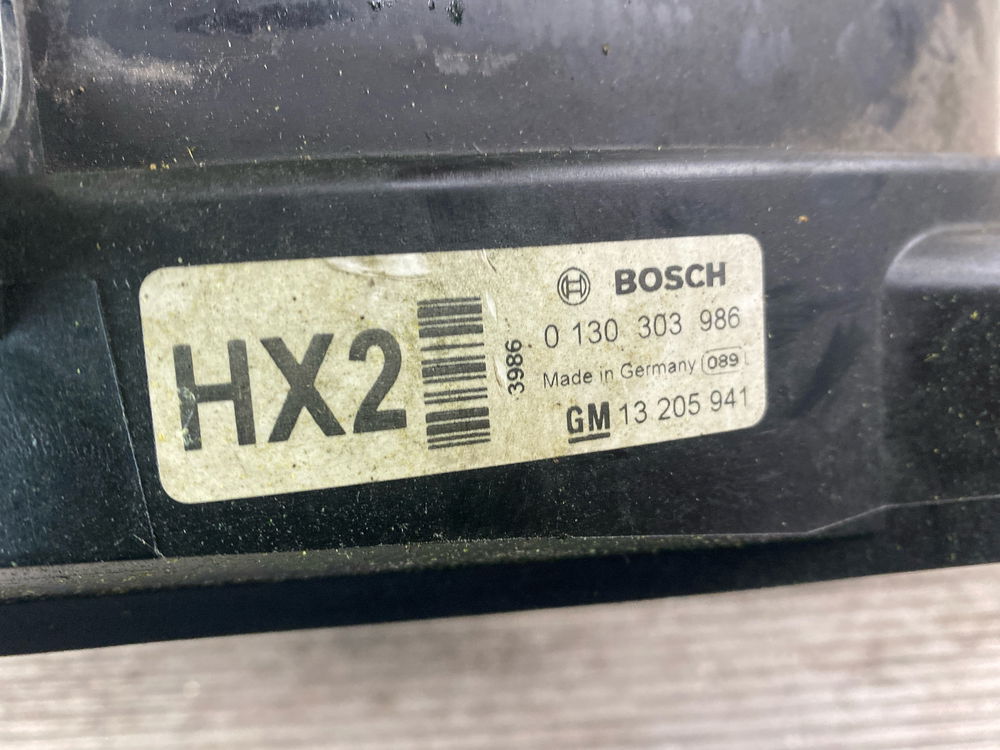 HX2
3986
BOSCH
0 130 303 986
Made in Germany 089
GM 13 205 941